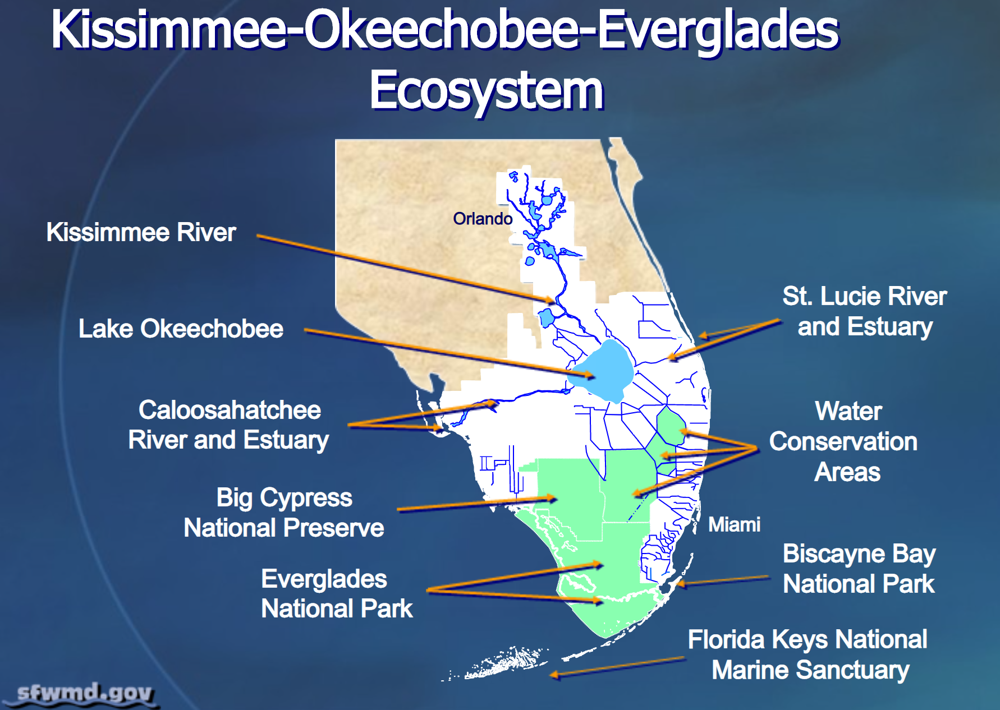 Kissimmee-Okeechobee-Everglades
Ecosystem
Orlando
Kissimmee River
St. Lucie River
and Estuary
Lake Okeechobee
Caloosahatchee
River and Estuary
Water
Conservation
Areas
Big Cypress
National Preserve
Miami
Biscayne Bay
National Park
Everglades
National Park
Florida Keys National
Marine Sanctuary
sfwmd.gov